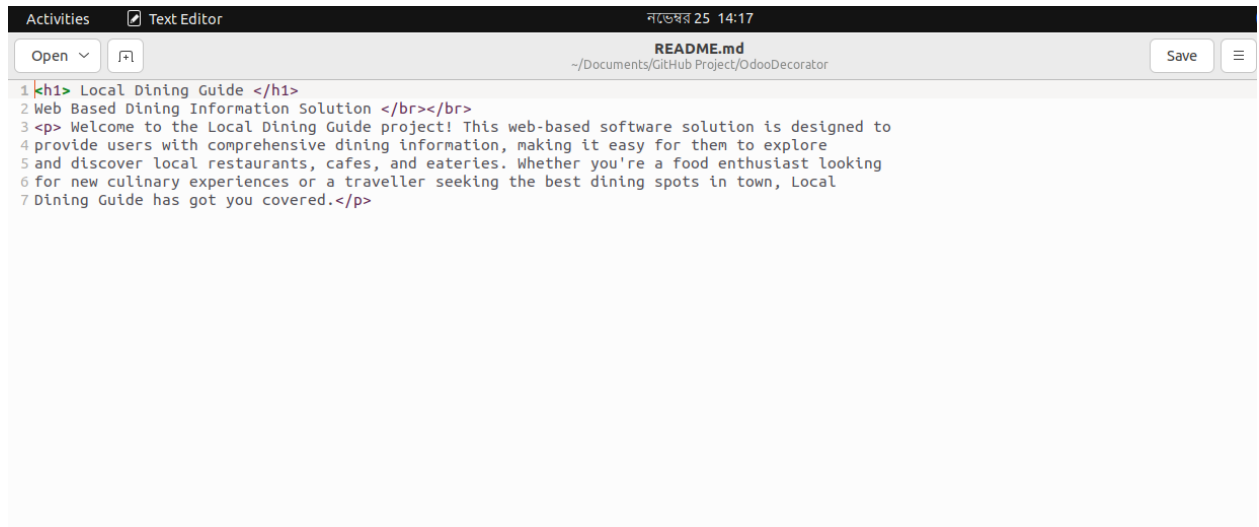 Activities Text Editor নভেম্বর 25 14:17
Open README.md Save
~/Documents/GitHub Project/OdooDecorator
1 <h1> Local Dining Guide </h1>
2 Web Based Dining Information Solution </br></br>
3 <p> Welcome to the Local Dining Guide project! This web-based software solution is designed to
4 provide users with comprehensive dining information, making it easy for them to explore
5 and discover local restaurants, cafes, and eateries. Whether you're a food enthusiast looking
6 for new culinary experiences or a traveller seeking the best dining spots in town, Local
7 Dining Guide has got you covered.</p>